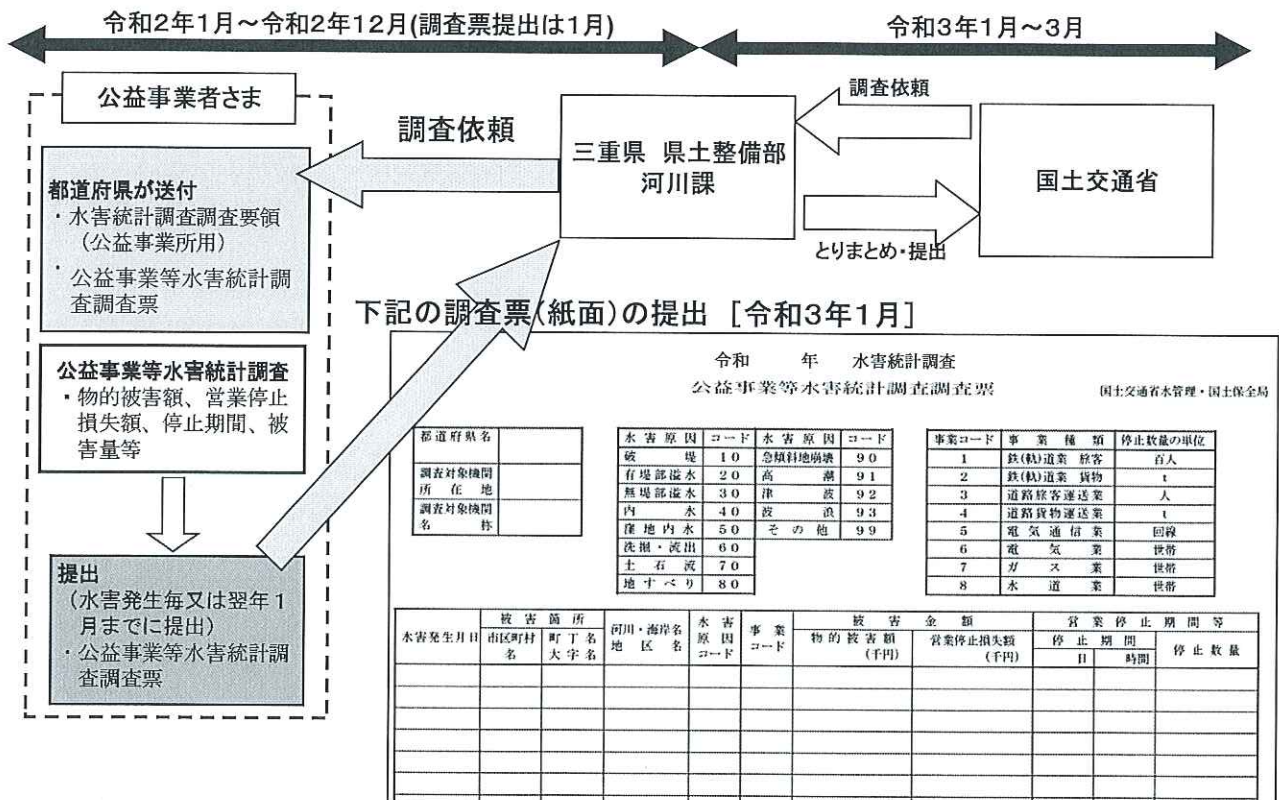 令和2年1月～令和2年12月(調査票提出は1月)
令和3年1月～3月
公益事業者さま
調査依頼
調査依頼
三重県 県土整備部
河川課
国土交通省
とりまとめ・提出
都道府県が送付
・水害統計調査調査要領
（公益事業所用）
・公益事業等水害統計調
査調査票
公益事業等水害統計調査
・物的被害額、営業停止
損失額、停止期間、被
害量等
提出
（水害発生毎又は翌年1
月までに提出）
・公益事業等水害統計調
査調査票
下記の調査票(紙面)の提出 [令和3年1月]
令和 年 水害統計調査
公益事業等水害統計調査調査票
国土交通省水管理・国土保全局
都道府県名
調査対象機関
所在地
調査対象機関
名称
水害原因 コード 水害原因 コード
破堤 10 急傾斜地崩壊 90
有堤部溢水 20 高潮 91
無堤部溢水 30 津波 92
内水 40 波浪 93
窪地内水 50 その他 99
洗掘・流出 60
土石流 70
地すべり 80
事業コード 事業種類 停止数量の単位
1 鉄(軌)道業 旅客 百人
2 鉄(軌)道業 貨物 t
3 道路旅客運送業 人
4 道路貨物運送業 t
5 電気通信業 回線
6 電気業 世帯
7 ガス業 世帯
8 水道業 世帯
水害発生月日
被害箇所
市区町村
名
町丁名
大字名
河川・海岸名
地区名
水害
原因
コード
事業
コード
被害金額
物的被害額
(千円)
営業停止損失額
(千円)
営業停止期間等
停止期間
日 時間
停止数量